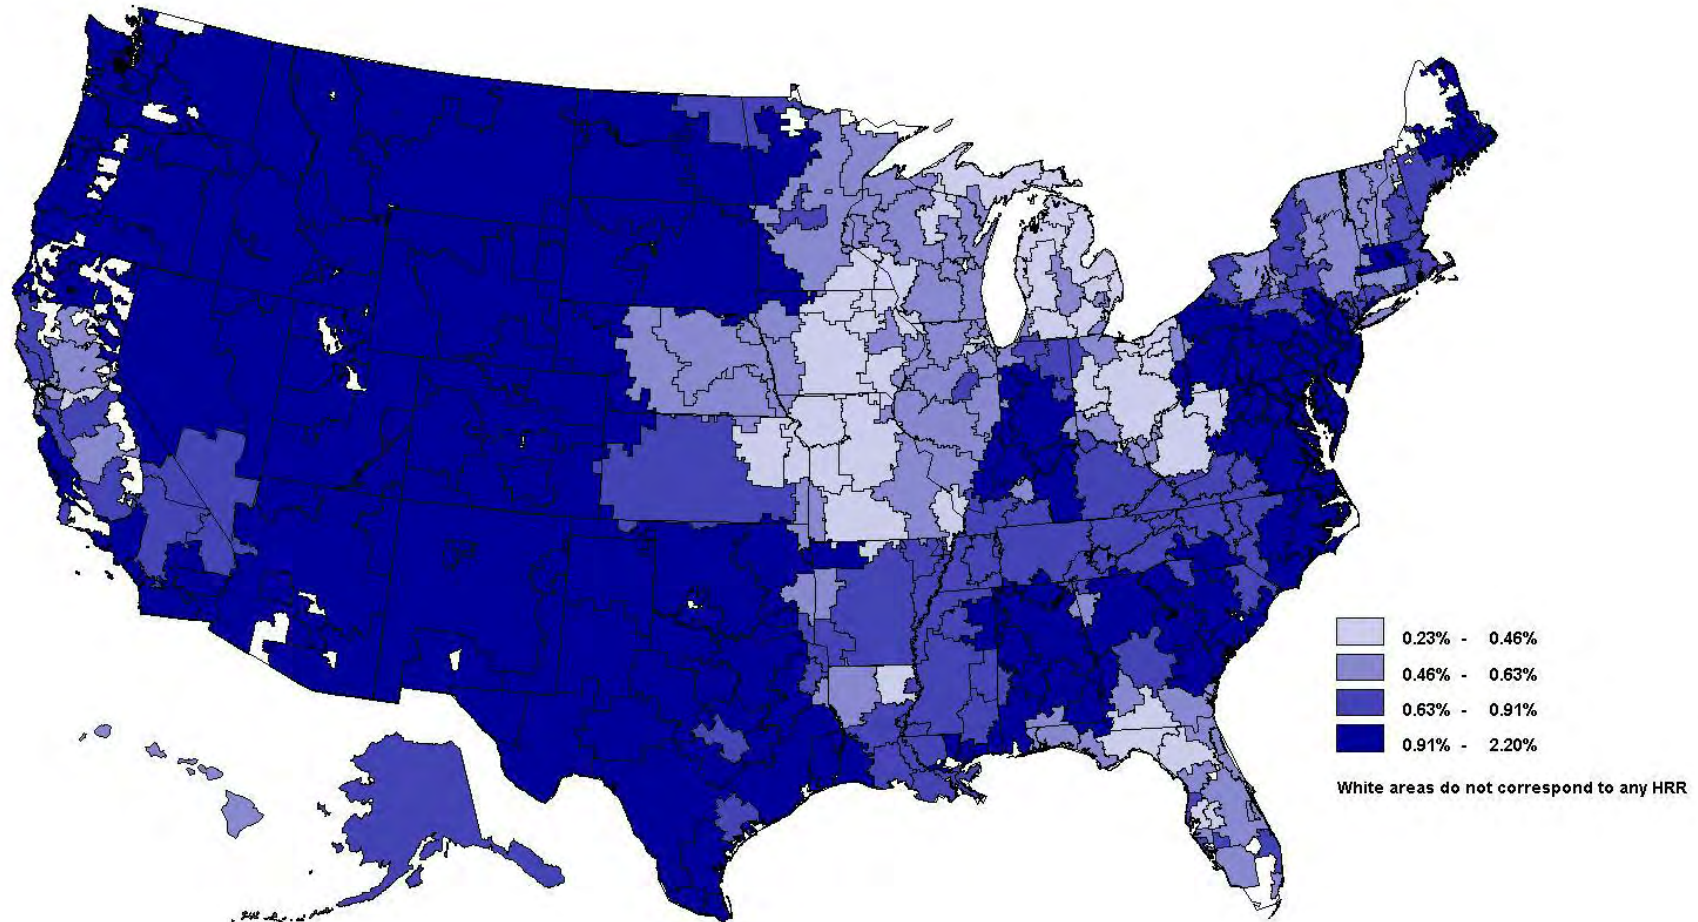 0.23% - 0.46%
0.46% - 0.63%
0.63% - 0.91%
0.91% - 2.20%
White areas do not correspond to any HRR